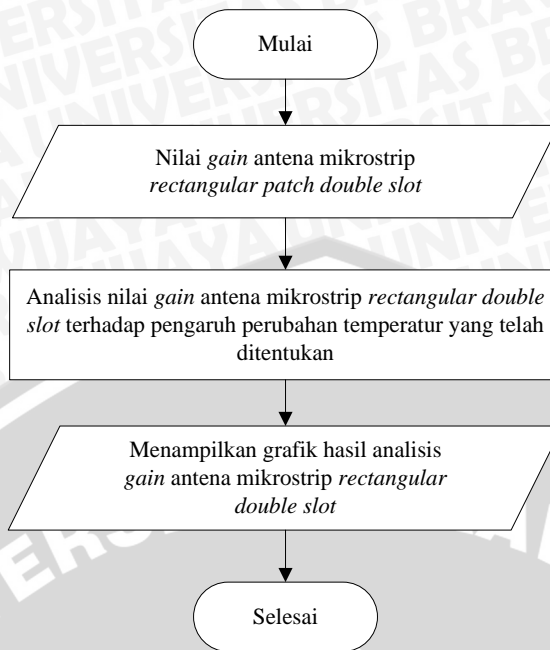 Mulai
Nilai gain antena mikrostrip
rectangular patch double slot
Analisis nilai gain antena mikrostrip rectangular double
slot terhadap pengaruh perubahan temperatur yang telah
ditentukan
Menampilkan grafik hasil analisis
gain antena mikrostrip rectangular
double slot
Selesai